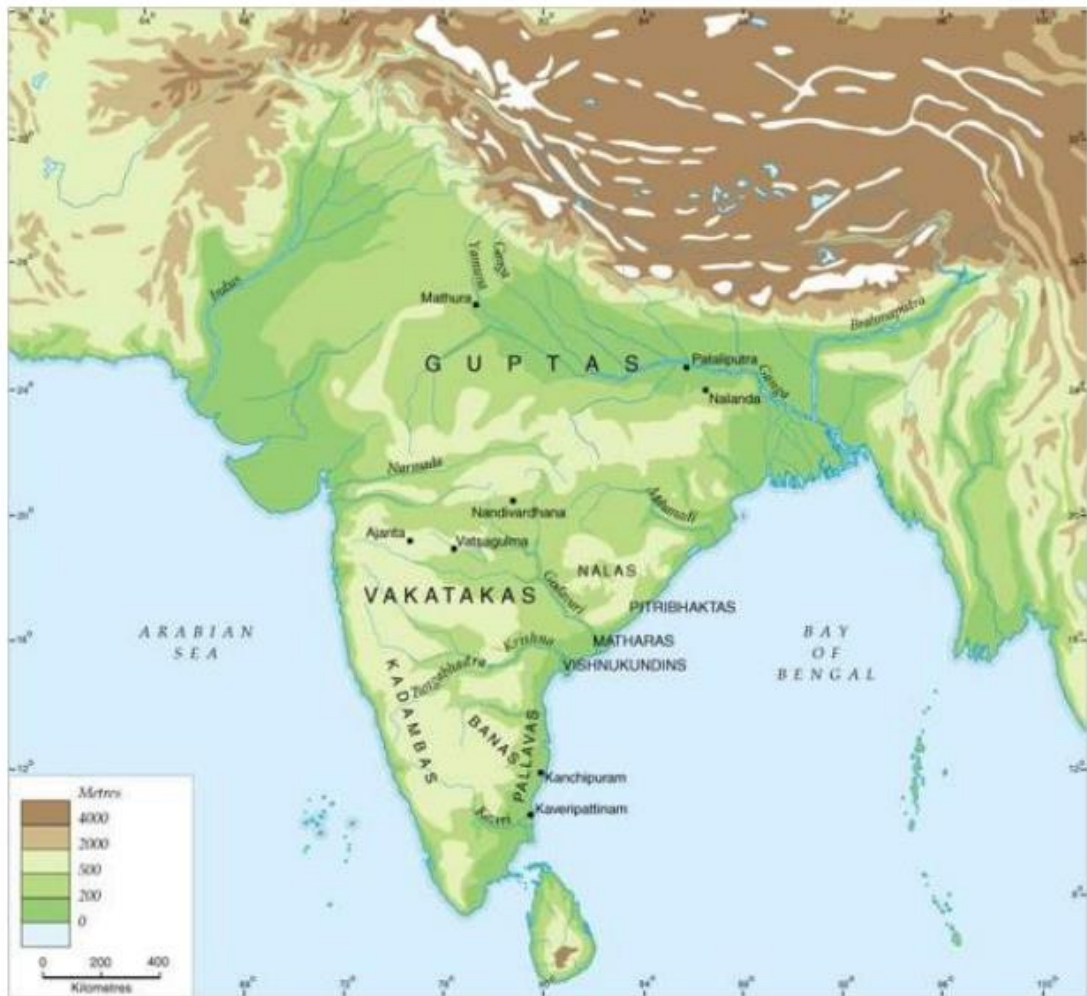 Indus
Yamuna
Ganga
Mathura
GUPTAS
Pataliputra
Ganga
Nalanda
Brahmaputra
Narmada
Nandivardhana
Mahanadi
Ajanta
Vatsagulma
NALAS
VAKATAKAS
Godavari
PITRIBHAKTAS
ARABIAN
SEA
Krishna
MATHARAS
BAY
OF
BENGAL
VISHNUKUNDINS
Tungabhadra
KADAMBAS
BANAS
PALLAVAS
Kanchipuram
Kaveri
Kaveripattinam
Metres
4000
2000
500
200
0
0 200 400
Kilometres